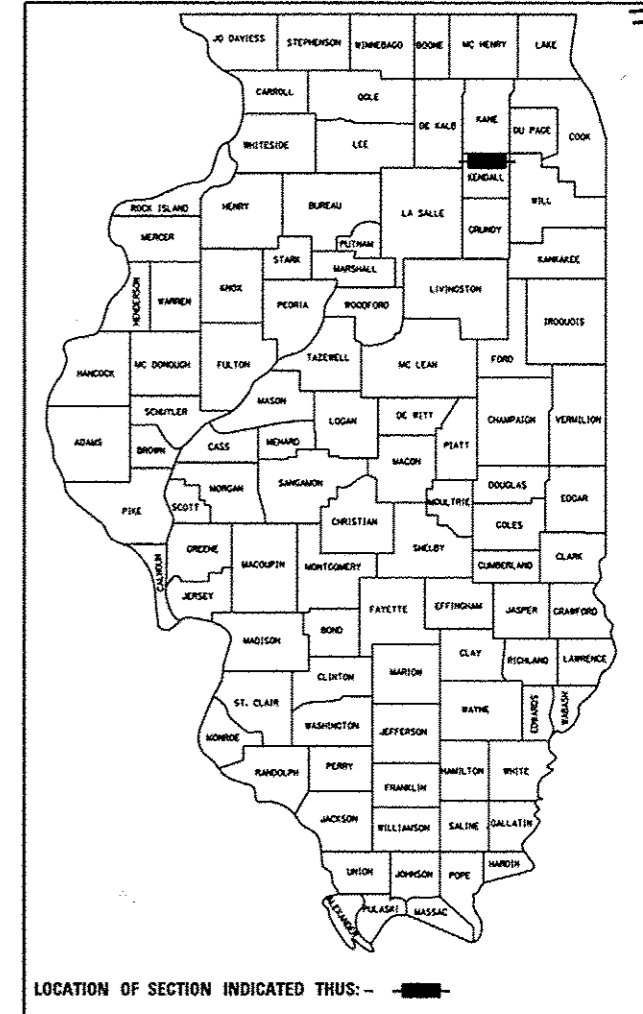 JO DAVIESS STEPHENSON WINNEBAGO BOONE MC HENRY LAKE
CARROLL OGLE DE KALB KANE DU PAGE COOK
WHITESIDE LEE KENDALL WILL
ROCK ISLAND HENRY BUREAU LA SALLE GRUNDY
MERCER PUTNAM KANKAKEE
STARK MARSHALL
HENDERSON WARREN KNOX PEORIA WOODFORD LIVINGSTON IROQUOIS
HANCOCK MC DONOUGH FULTON TAZEWELL MC LEAN FORD
SCHUYLER MASON LOGAN DE WITT CHAMPAIGN VERMILION
ADAMS BROWN CASS MENARD MACON PIATT
PIKE SCOTT MORGAN SANGAMON CHRISTIAN MOULTRIE DOUGLAS EDGAR
COLES
CALHOUN GREENE MACOUPIN MONTGOMERY SHELBY CUMBERLAND CLARK
JERSEY FAYETTE EFFINGHAM JASPER CRAWFORD
MADISON BOND CLAY RICHLAND LAWRENCE
CLINTON MARION
ST. CLAIR WASHINGTON JEFFERSON WAYNE EDWARDS WABASH
MONROE
RANDOLPH PERRY FRANKLIN HAMILTON WHITE
JACKSON WILLIAMSON SALINE GALLATIN
UNION JOHNSON POPE HARDIN
ALEXANDER PULASKI MASSAC
LOCATION OF SECTION INDICATED THUS: -